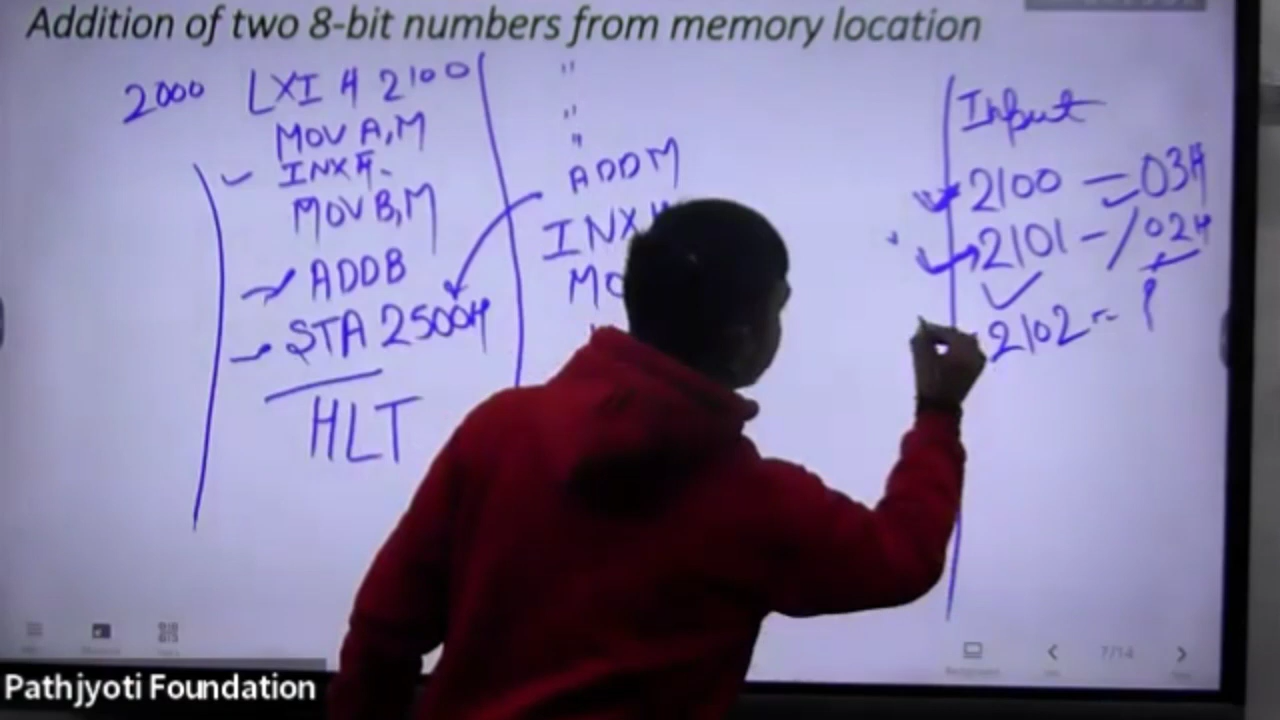 Addition of two 8-bit numbers from memory location
2000 LXI H 2100
MOV A,M
INX H
MOV B,M
ADD B
STA 2500H
HLT
"
"
"
ADD M
INX
Input
2100 = 03H
2101 - 02H
2102 = ?
7/14
Pathjyoti Foundation